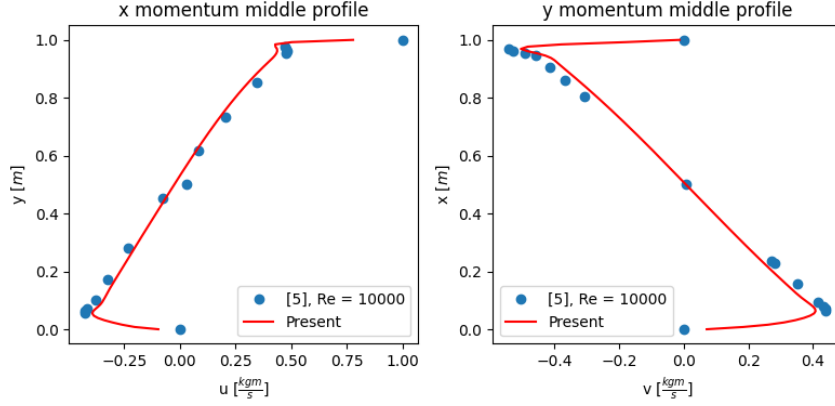 x momentum middle profile
1.0
0.8
0.6
0.4
0.2
0.0
y [m]
[5], Re = 10000
Present
−0.25 0.00 0.25 0.50 0.75 1.00
u [kgm/s]
y momentum middle profile
1.0
0.8
0.6
0.4
0.2
0.0
x [m]
[5], Re = 10000
Present
−0.4 −0.2 0.0 0.2 0.4
v [kgm/s]